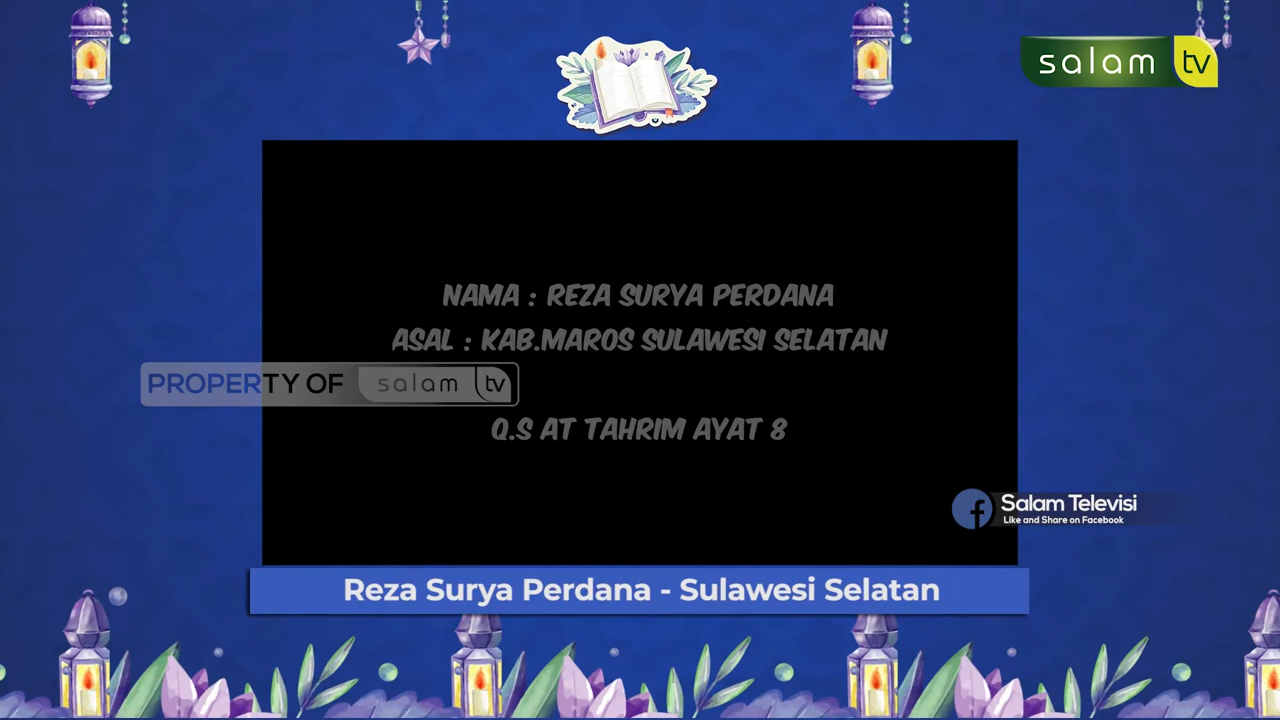 salam tv
NAMA : REZA SURYA PERDANA
ASAL : KAB.MAROS SULAWESI SELATAN
PROPERTY OF salam tv
Q.S AT TAHRIM AYAT 8
Salam Televisi
Like and Share on Facebook
Reza Surya Perdana - Sulawesi Selatan